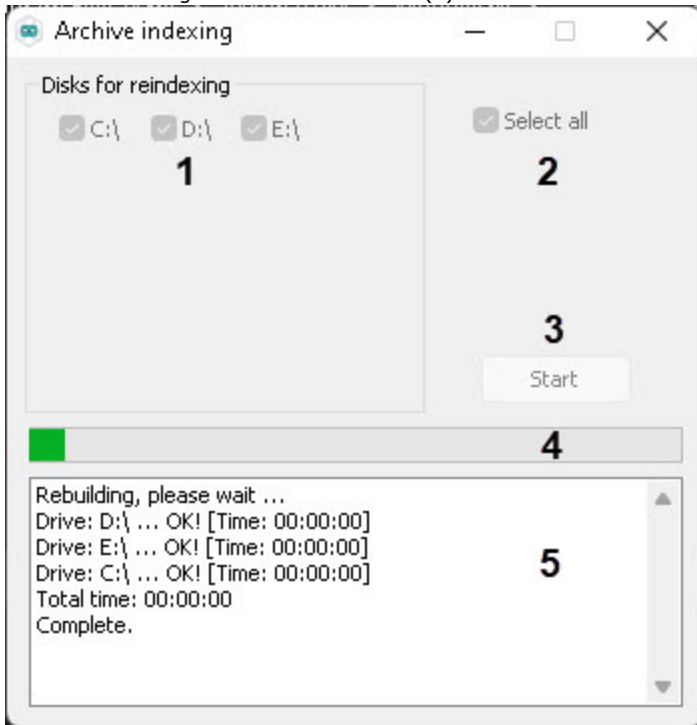 Archive indexing
Disks for reindexing
C:\ D:\ E:\
Select all
1
2
3
Start
4
Rebuilding, please wait ...
Drive: D:\ ... OK! [Time: 00:00:00]
Drive: E:\ ... OK! [Time: 00:00:00]
Drive: C:\ ... OK! [Time: 00:00:00]
5
Total time: 00:00:00
Complete.